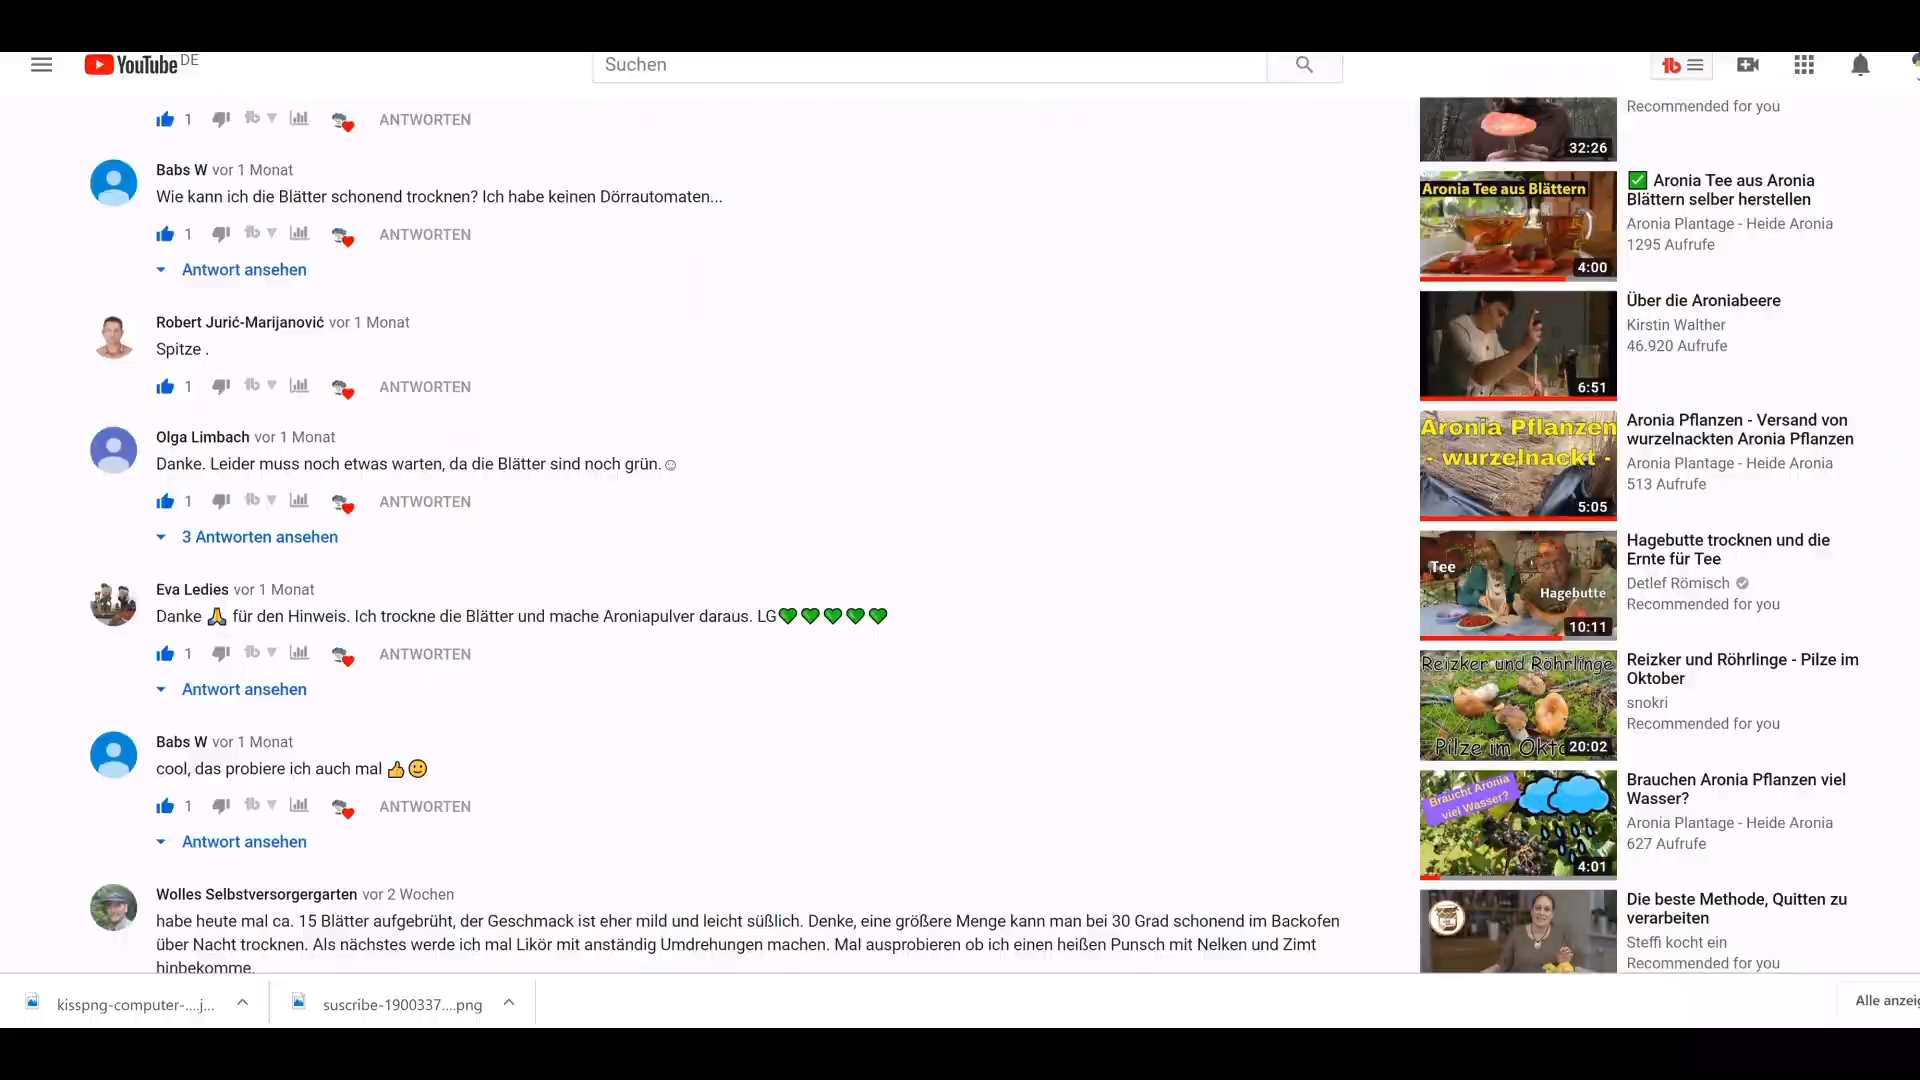 YouTube DE
Suchen
1 ANTWORTEN
Babs W vor 1 Monat
Wie kann ich die Blätter schonend trocknen? Ich habe keinen Dörrautomaten...
1 ANTWORTEN
Antwort ansehen
Robert Jurić-Marijanović vor 1 Monat
Spitze .
1 ANTWORTEN
Olga Limbach vor 1 Monat
Danke. Leider muss noch etwas warten, da die Blätter sind noch grün.☺
1 ANTWORTEN
3 Antworten ansehen
Eva Ledies vor 1 Monat
Danke 🙏 für den Hinweis. Ich trockne die Blätter und mache Aroniapulver daraus. LG💚💚💚💚💚
1 ANTWORTEN
Antwort ansehen
Babs W vor 1 Monat
cool, das probiere ich auch mal 👍🙂
1 ANTWORTEN
Antwort ansehen
Wolles Selbstversorgergarten vor 2 Wochen
habe heute mal ca. 15 Blätter aufgebrüht, der Geschmack ist eher mild und leicht süßlich. Denke, eine größere Menge kann man bei 30 Grad schonend im Backofen
über Nacht trocknen. Als nächstes werde ich mal Likör mit anständig Umdrehungen machen. Mal ausprobieren ob ich einen heißen Punsch mit Nelken und Zimt
hinbekomme.
32:26
Recommended for you
Aronia Tee aus Blättern
4:00
✅ Aronia Tee aus Aronia
Blättern selber herstellen
Aronia Plantage - Heide Aronia
1295 Aufrufe
6:51
Über die Aroniabeere
Kirstin Walther
46.920 Aufrufe
Aronia Pflanzen
- wurzelnackt -
5:05
Aronia Pflanzen - Versand von
wurzelnackten Aronia Pflanzen
Aronia Plantage - Heide Aronia
513 Aufrufe
Tee
Hagebutte
10:11
Hagebutte trocknen und die
Ernte für Tee
Detlef Römisch
Recommended for you
Reizker und Röhrlinge
Pilze im Okto
20:02
Reizker und Röhrlinge - Pilze im
Oktober
snokri
Recommended for you
Braucht Aronia
viel Wasser?
4:01
Brauchen Aronia Pflanzen viel
Wasser?
Aronia Plantage - Heide Aronia
627 Aufrufe
Die beste Methode, Quitten zu
verarbeiten
Steffi kocht ein
Recommended for you
kisspng-computer-....j...
suscribe-1900337....png
Alle anzeig